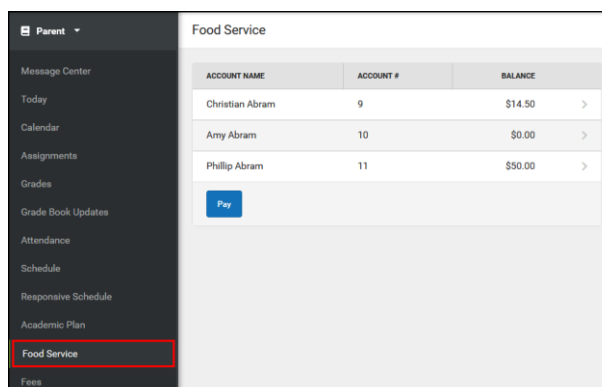 Parent
Message Center
Today
Calendar
Assignments
Grades
Grade Book Updates
Attendance
Schedule
Responsive Schedule
Academic Plan
Food Service
Fees
Food Service
ACCOUNT NAME ACCOUNT # BALANCE
Christian Abram 9 $14.50
Amy Abram 10 $0.00
Phillip Abram 11 $50.00
Pay